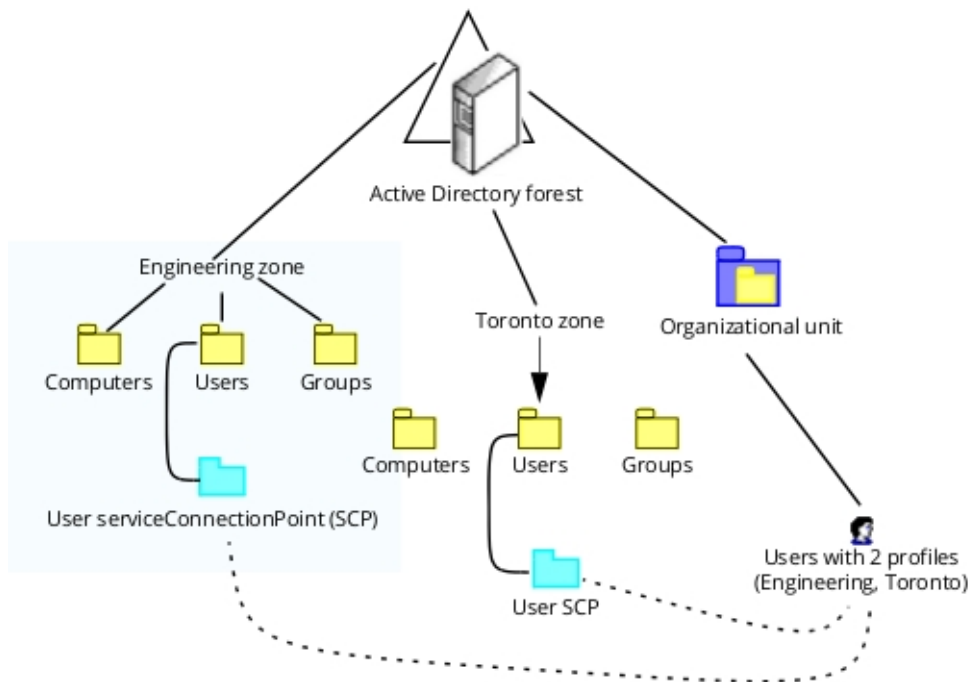 Active Directory forest
Engineering zone
Toronto zone
Organizational unit
Computers
Users
Groups
Computers
Users
Groups
User serviceConnectionPoint (SCP)
Users with 2 profiles
(Engineering, Toronto)
User SCP